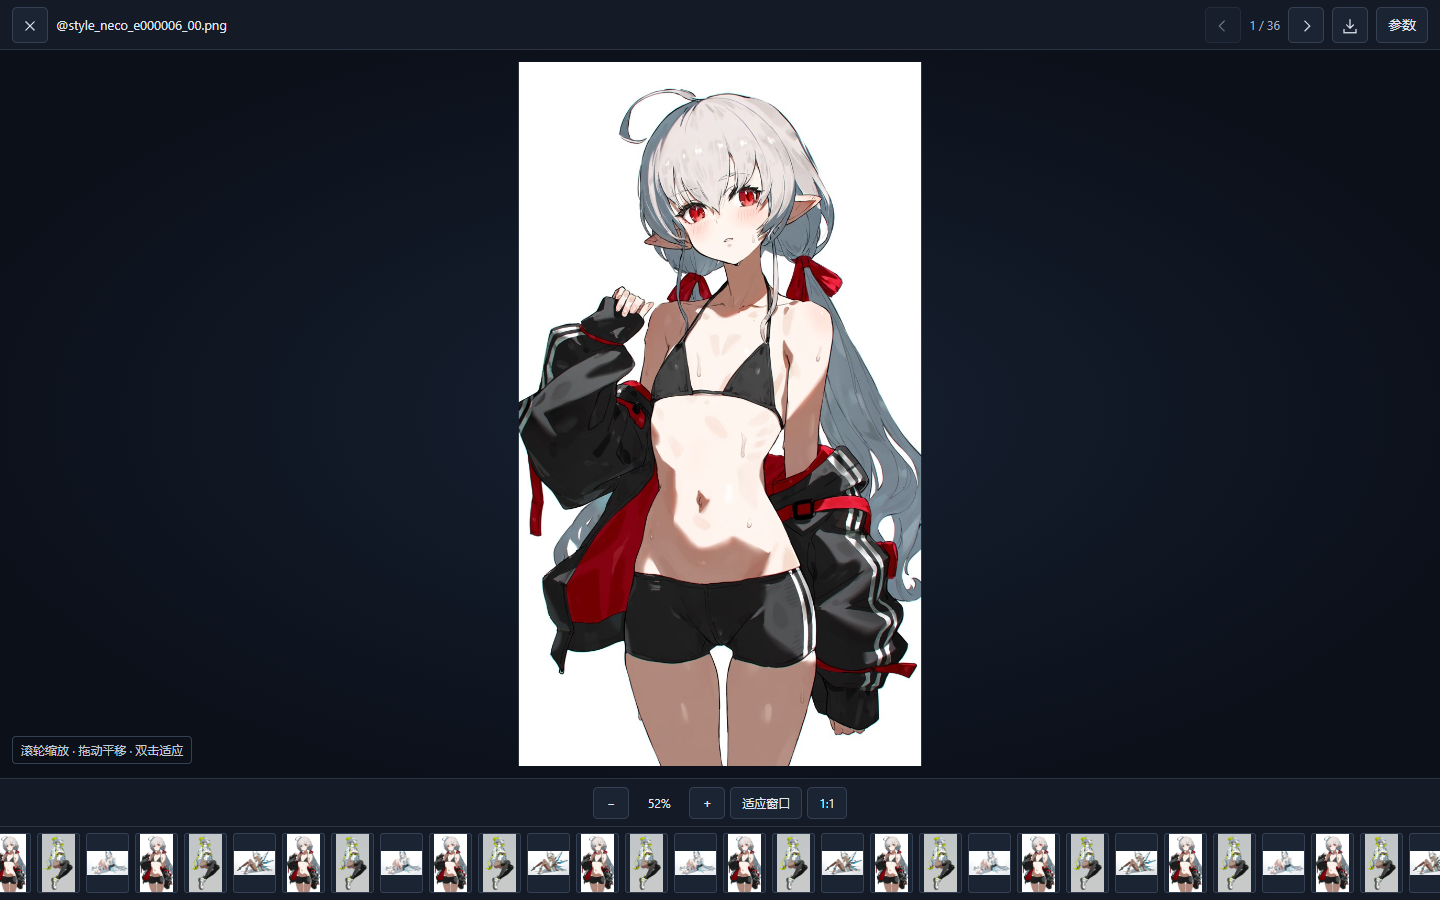 @style_neco_e000006_00.png
1 / 36
参数
滚轮缩放 · 拖动平移 · 双击适应
−
52%
+
适应窗口
1:1